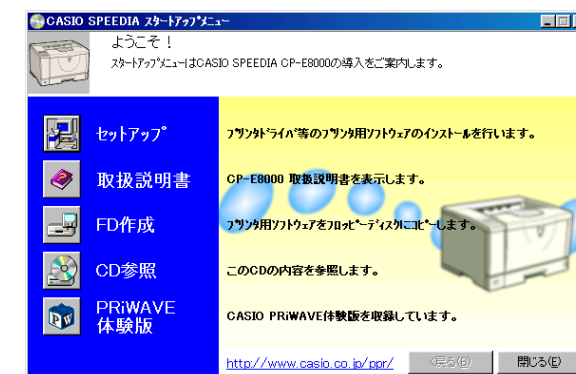 CASIO SPEEDIA ｽﾀｰﾄｱｯﾌﾟﾒﾆｭｰ
ようこそ！
ｽﾀｰﾄｱｯﾌﾟﾒﾆｭｰはCASIO SPEEDIA CP-E8000の導入をご案内します。
ｾｯﾄｱｯﾌﾟ
ﾌﾟﾘﾝﾀﾄﾞﾗｲﾊﾞ等のﾌﾟﾘﾝﾀ用ｿﾌﾄｳｪｱのｲﾝｽﾄｰﾙを行います。
取扱説明書
CP-E8000 取扱説明書を表示します。
FD作成
ﾌﾟﾘﾝﾀ用ｿﾌﾄｳｪｱをﾌﾛｯﾋﾟｰﾃﾞｨｽｸにｺﾋﾟｰします。
CD参照
このCDの内容を参照します。
PRiWAVE
体験版
CASIO PRiWAVE体験版を収録しています。
http://www.casio.co.jp/ppr/
<戻る(B)
閉じる(E)